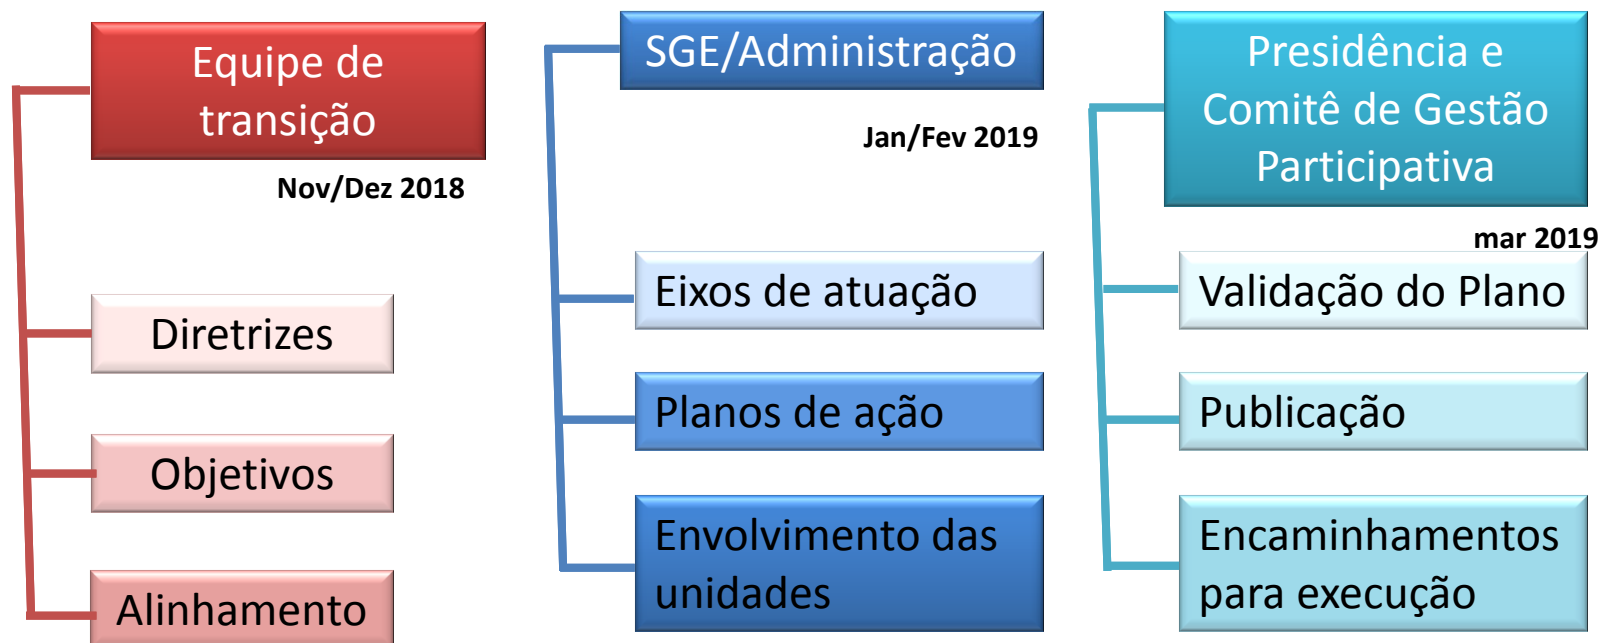 Equipe de
transição
Nov/Dez 2018
Diretrizes
Objetivos
Alinhamento
SGE/Administração
Jan/Fev 2019
Eixos de atuação
Planos de ação
Envolvimento das
unidades
Presidência e
Comitê de Gestão
Participativa
mar 2019
Validação do Plano
Publicação
Encaminhamentos
para execução